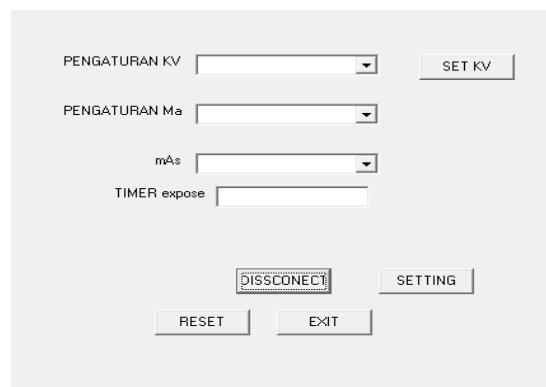 PENGATURAN KV
SET KV
PENGATURAN Ma
mAs
TIMER expose
DISSCONECT
SETTING
RESET
EXIT